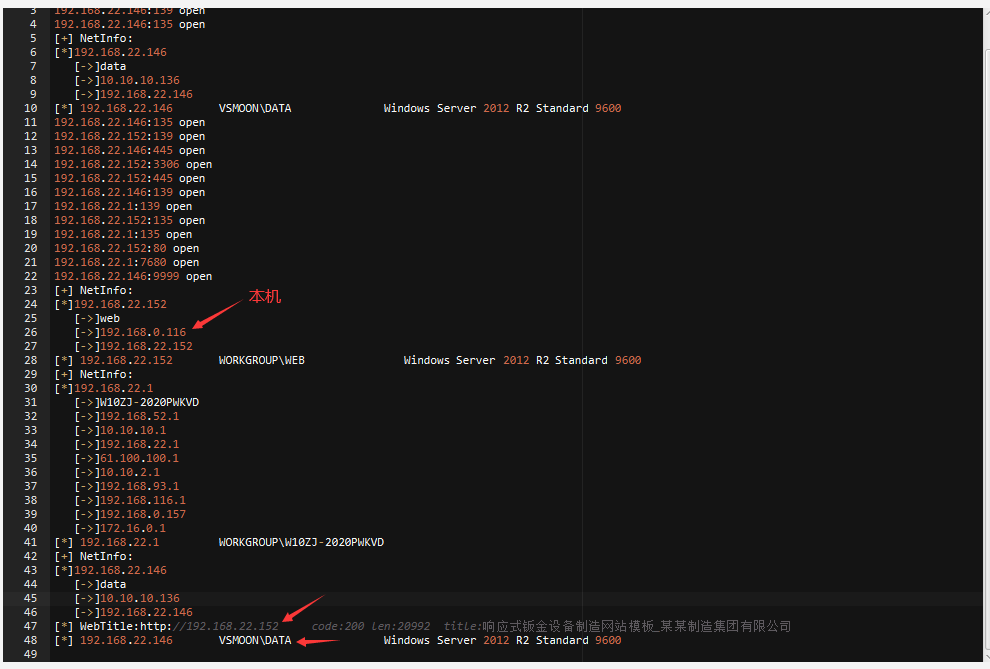 3 192.168.22.146:139 open
4 192.168.22.146:135 open
5 [+] NetInfo:
6 [*]192.168.22.146
7 [->]data
8 [->]10.10.10.136
9 [->]192.168.22.146
10 [*] 192.168.22.146 VSMOON\DATA Windows Server 2012 R2 Standard 9600
11 192.168.22.146:135 open
12 192.168.22.152:139 open
13 192.168.22.146:445 open
14 192.168.22.152:3306 open
15 192.168.22.152:445 open
16 192.168.22.146:139 open
17 192.168.22.1:139 open
18 192.168.22.152:135 open
19 192.168.22.1:135 open
20 192.168.22.152:80 open
21 192.168.22.1:7680 open
22 192.168.22.146:9999 open
23 [+] NetInfo:
本机
24 [*]192.168.22.152
25 [->]web
26 [->]192.168.0.116
27 [->]192.168.22.152
28 [*] 192.168.22.152 WORKGROUP\WEB Windows Server 2012 R2 Standard 9600
29 [+] NetInfo:
30 [*]192.168.22.1
31 [->]W10ZJ-2020PWKVD
32 [->]192.168.52.1
33 [->]10.10.10.1
34 [->]192.168.22.1
35 [->]61.100.100.1
36 [->]10.10.2.1
37 [->]192.168.93.1
38 [->]192.168.116.1
39 [->]192.168.0.157
40 [->]172.16.0.1
41 [*] 192.168.22.1 WORKGROUP\W10ZJ-2020PWKVD
42 [+] NetInfo:
43 [*]192.168.22.146
44 [->]data
45 [->]10.10.10.136
46 [->]192.168.22.146
47 [*] WebTitle:http://192.168.22.152 code:200 len:20992 title:响应式钣金设备制造网站模板_某某制造集团有限公司
48 [*] 192.168.22.146 VSMOON\DATA Windows Server 2012 R2 Standard 9600
49